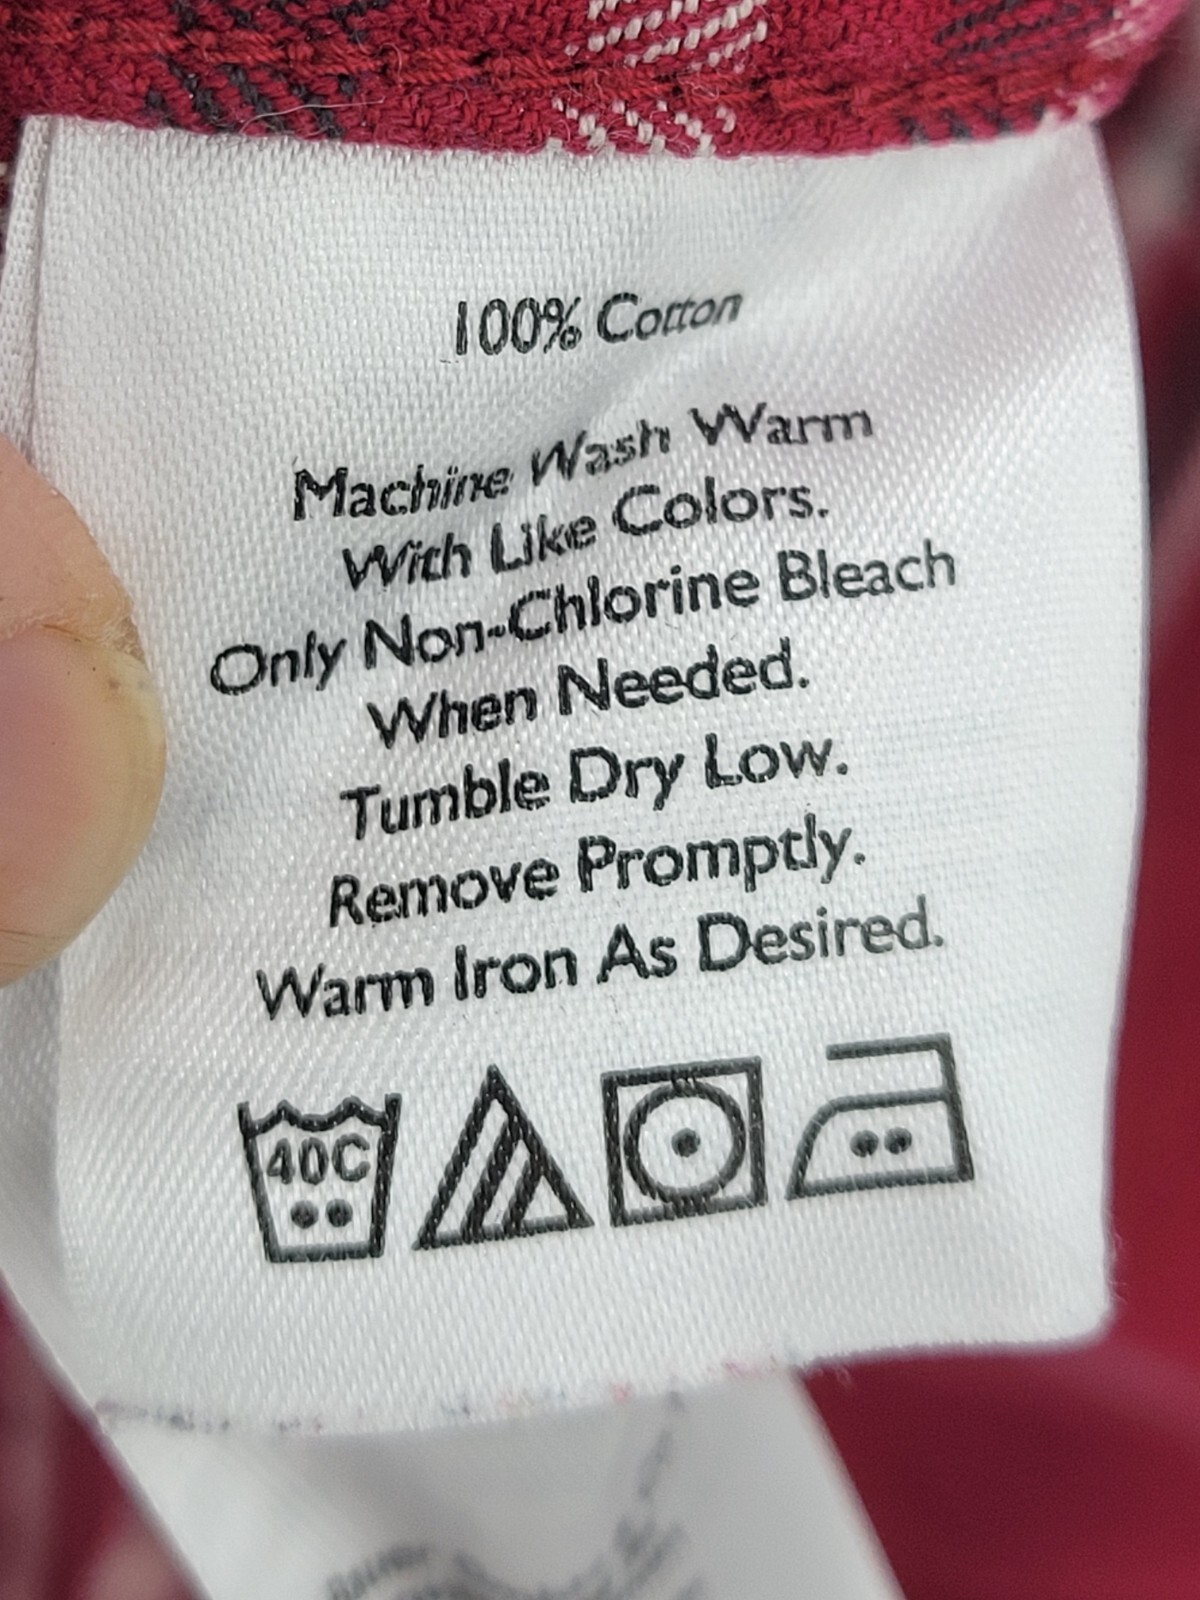 100% Cotton
Machine Wash Warm
With Like Colors.
Only Non-Chlorine Bleach
When Needed.
Tumble Dry Low.
Remove Promptly.
Warm Iron As Desired.
40C